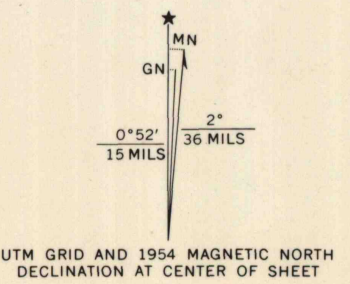 ★
MN
GN
0°52'
15 MILS
2°
36 MILS
UTM GRID AND 1954 MAGNETIC NORTH
DECLINATION AT CENTER OF SHEET